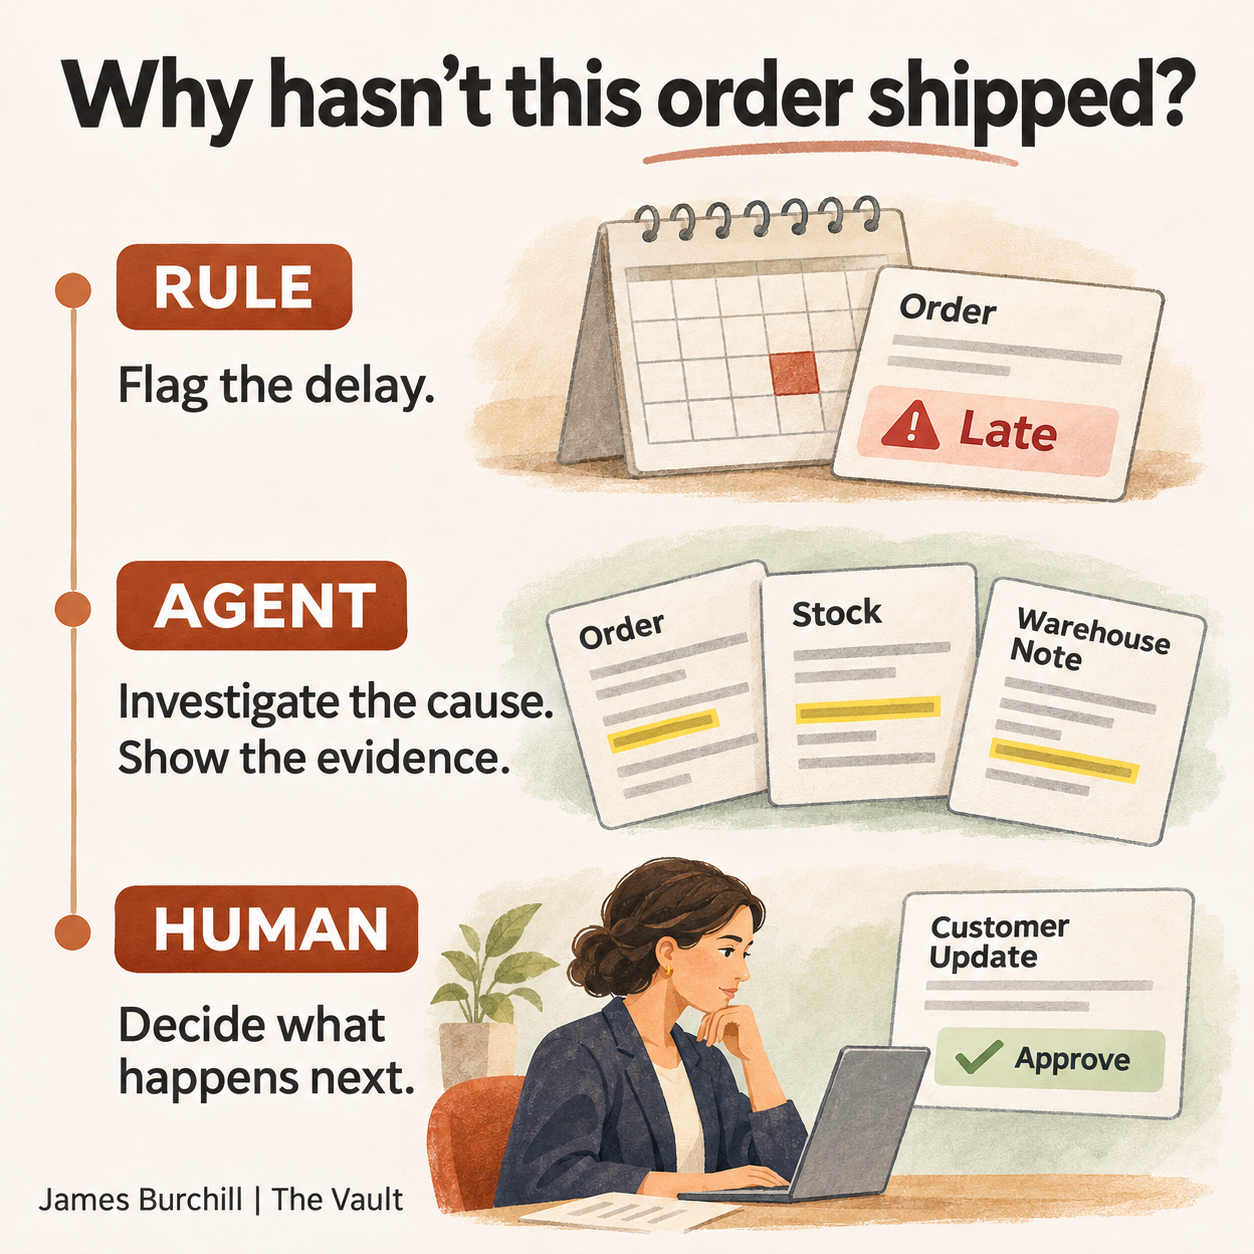 Why hasn't this order shipped?
RULE
Flag the delay.
Order
Late
AGENT
Investigate the cause.
Show the evidence.
Order
Stock
Warehouse
Note
HUMAN
Decide what
happens next.
Customer
Update
Approve
James Burchill | The Vault